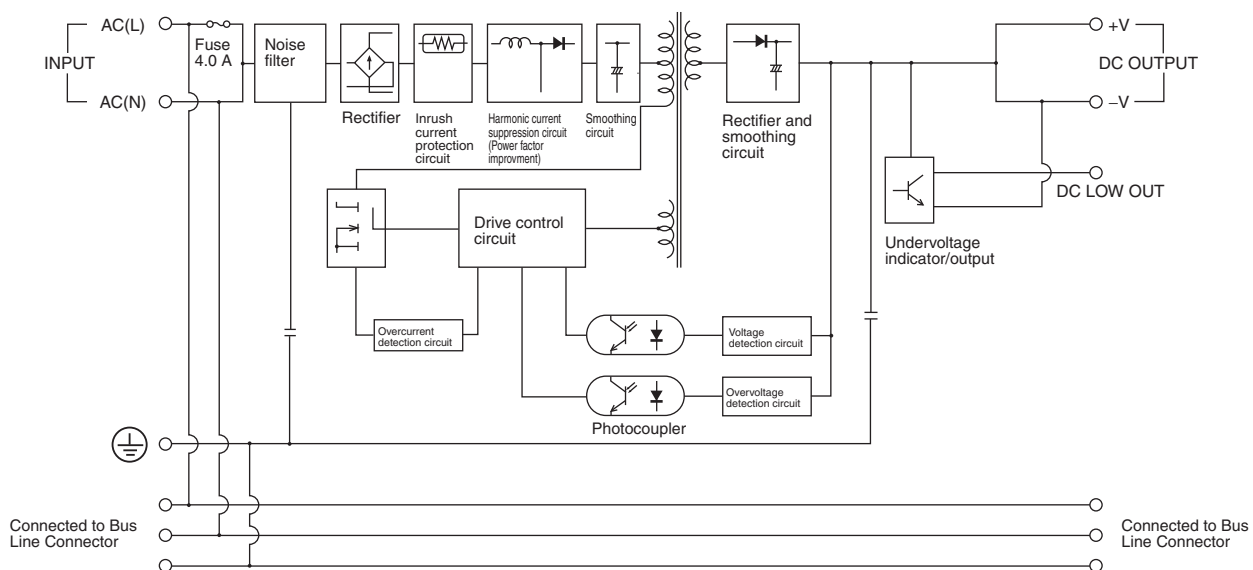 AC(L)
INPUT
AC(N)
Fuse
4.0 A
Noise
filter
Rectifier
Inrush
current
protection
circuit
Harmonic current
suppression circuit
(Power factor
improvment)
Smoothing
circuit
Rectifier and
smoothing
circuit
+V
DC OUTPUT
–V
DC LOW OUT
Undervoltage
indicator/output
Drive control
circuit
Overcurrent
detection circuit
Voltage
detection circuit
Overvoltage
detection circuit
Photocoupler
Connected to Bus
Line Connector
Connected to Bus
Line Connector